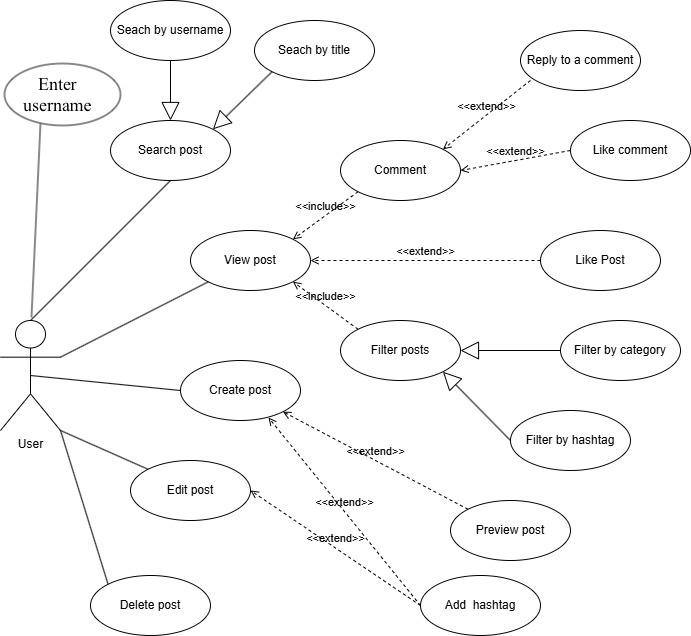 Seach by username
Seach by title
Reply to a comment
Enter
username
<<extend>>
Search post
<<extend>>
Like comment
Comment
<<include>>
<<extend>>
View post
Like Post
<<include>>
Filter posts
Filter by category
Create post
User
Filter by hashtag
<<extend>>
Edit post
<<extend>>
Preview post
<<extend>>
Delete post
Add hashtag